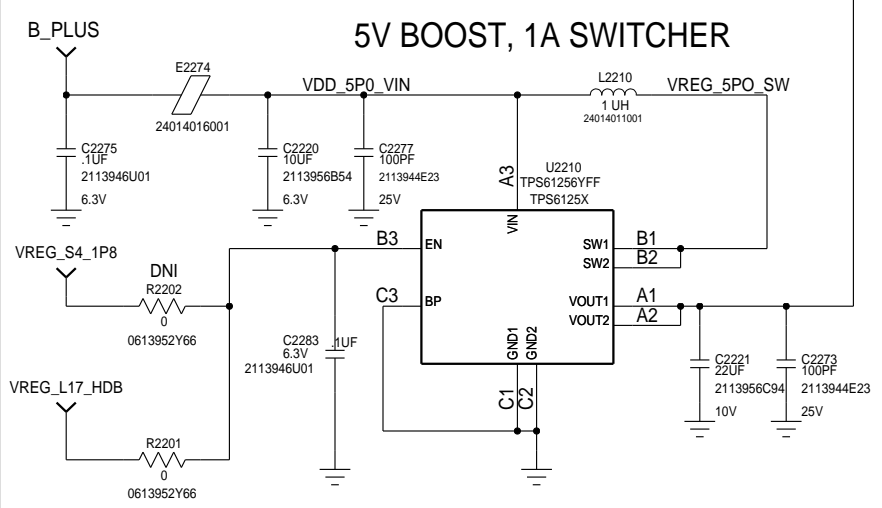 5V BOOST, 1A SWITCHER
B_PLUS
E2274
24014016001
VDD_5P0_VIN
L2210
1 UH
24014011001
VREG_5PO_SW
C2275
.1UF
2113946U01
6.3V
C2220
10UF
2113956B54
6.3V
C2277
100PF
2113944E23
25V
U2210
TPS61256YFF
TPS6125X
A3
VIN
B3
EN
C3
BP
SW1
B1
SW2
B2
VOUT1
A1
VOUT2
A2
GND1
GND2
C1
C2
VREG_S4_1P8
DNI
R2202
0
0613952Y66
VREG_L17_HDB
R2201
0
0613952Y66
C2283
.1UF
6.3V
2113946U01
C2221
22UF
2113956C94
10V
C2273
100PF
2113944E23
25V